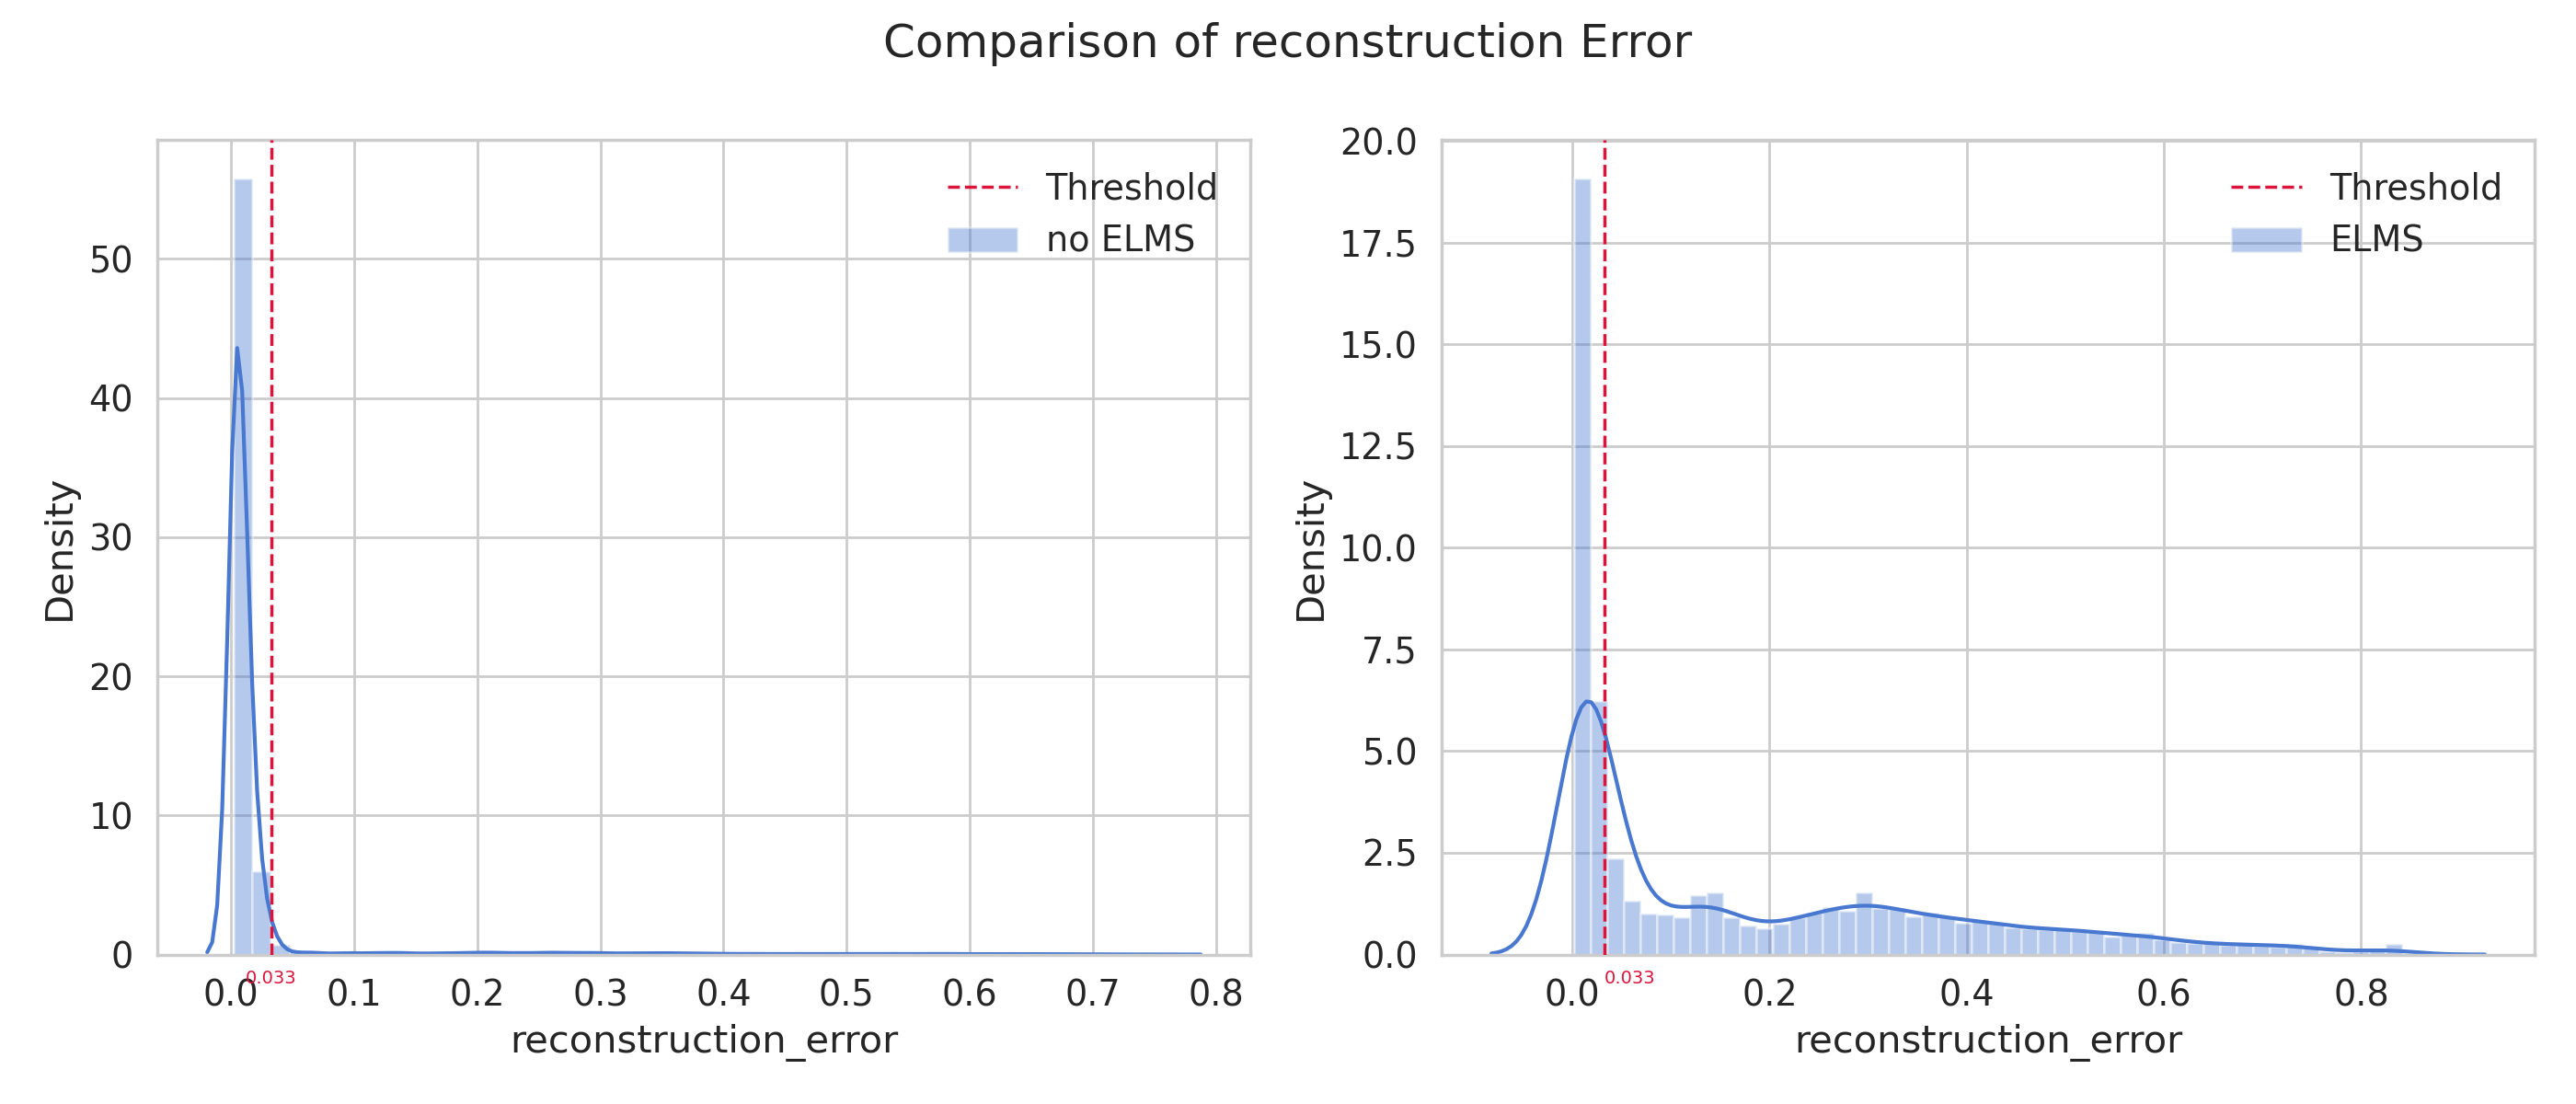 Comparison of reconstruction Error
Threshold
no ELMS
Density
50
40
30
20
10
0
0.033
0.0 0.1 0.2 0.3 0.4 0.5 0.6 0.7 0.8
reconstruction_error
Threshold
ELMS
Density
20.0
17.5
15.0
12.5
10.0
7.5
5.0
2.5
0.0
0.033
0.0 0.2 0.4 0.6 0.8
reconstruction_error